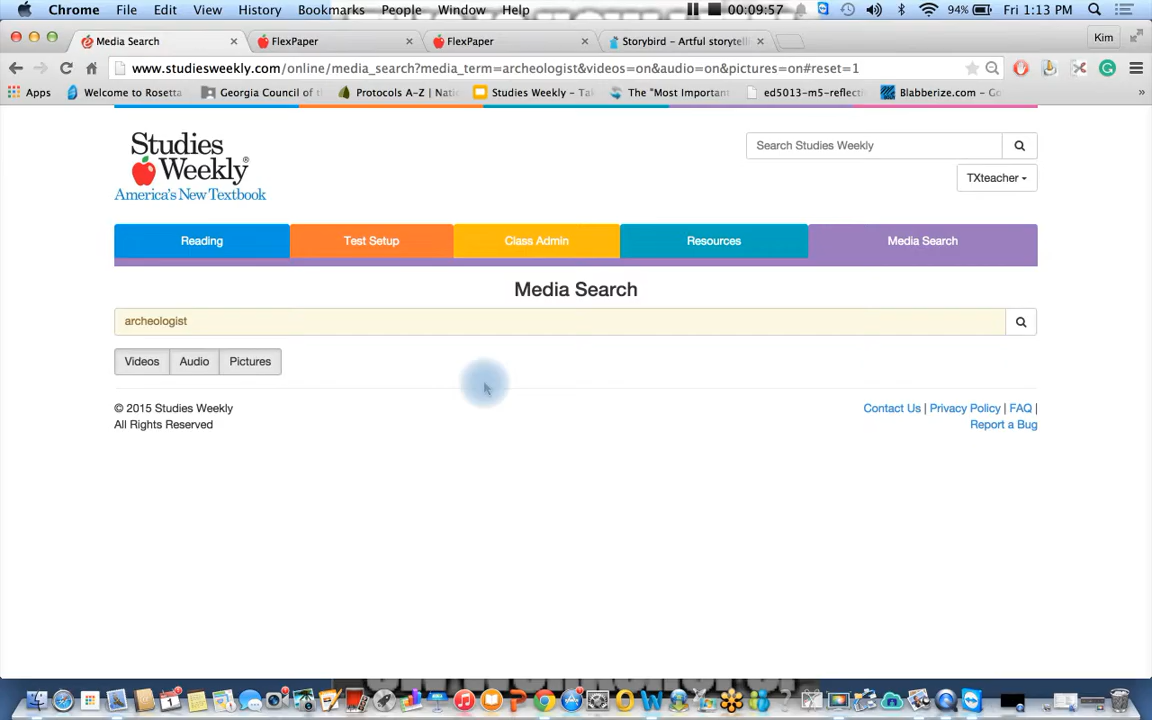 Chrome File Edit View History Bookmarks People Window Help 00:09:57 94% Fri 1:13 PM
Media Search FlexPaper FlexPaper Storybird - Artful storytelli Kim
www.studiesweekly.com/online/media_search?media_term=archeologist&videos=on&audio=on&pictures=on#reset=1
Apps Welcome to Rosetta Georgia Council of t Protocols A-Z | Nati Studies Weekly - Tak The "Most Important ed5013-m5-reflect Blabberize.com - Go »
Studies Weekly®
America's New Textbook
Search Studies Weekly
TXteacher
Reading Test Setup Class Admin Resources Media Search
Media Search
archeologist
Videos Audio Pictures
© 2015 Studies Weekly
All Rights Reserved
Contact Us | Privacy Policy | FAQ |
Report a Bug